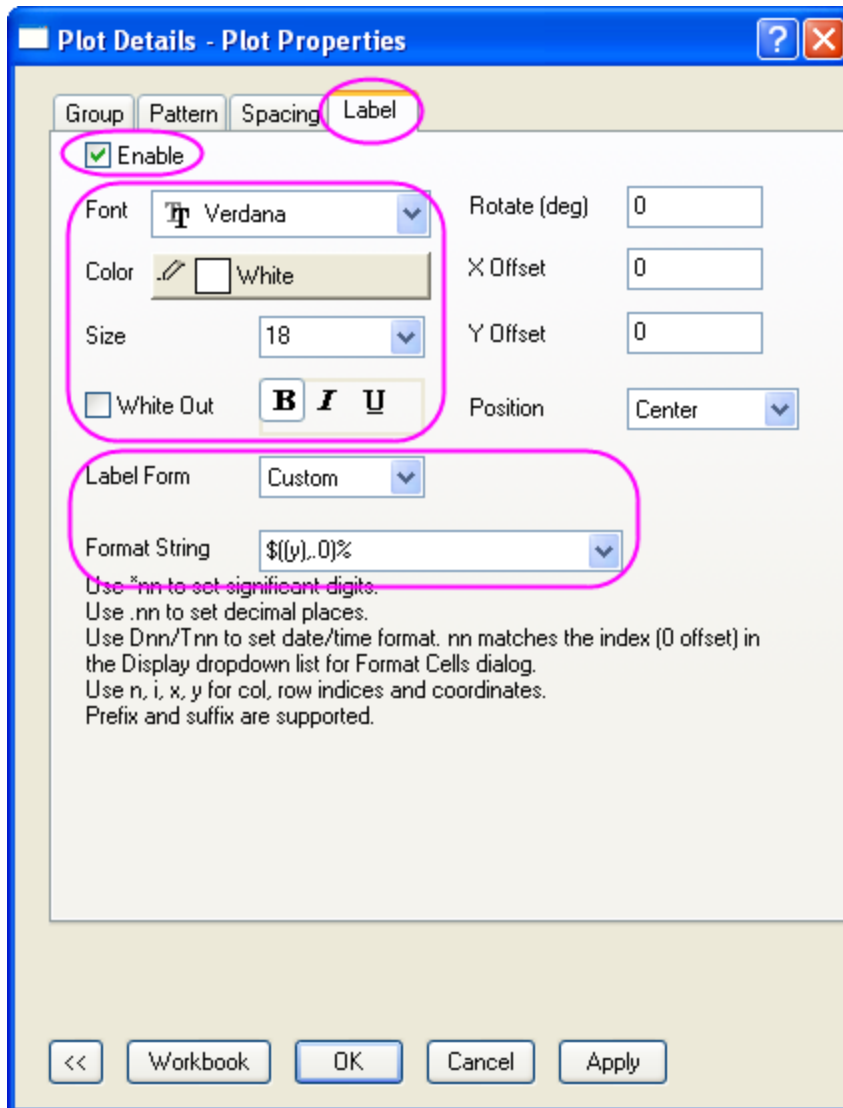 Plot Details - Plot Properties
Group Pattern Spacing Label
Enable
Font Verdana Rotate (deg) 0
Color White X Offset 0
Size 18 Y Offset 0
White Out B I U Position Center
Label Form Custom
Format String $((y),.0)%
Use *nn to set significant digits.
Use .nn to set decimal places.
Use Dnn/Tnn to set date/time format. nn matches the index (0 offset) in
the Display dropdown list for Format Cells dialog.
Use n, i, x, y for col, row indices and coordinates.
Prefix and suffix are supported.
<< Workbook OK Cancel Apply